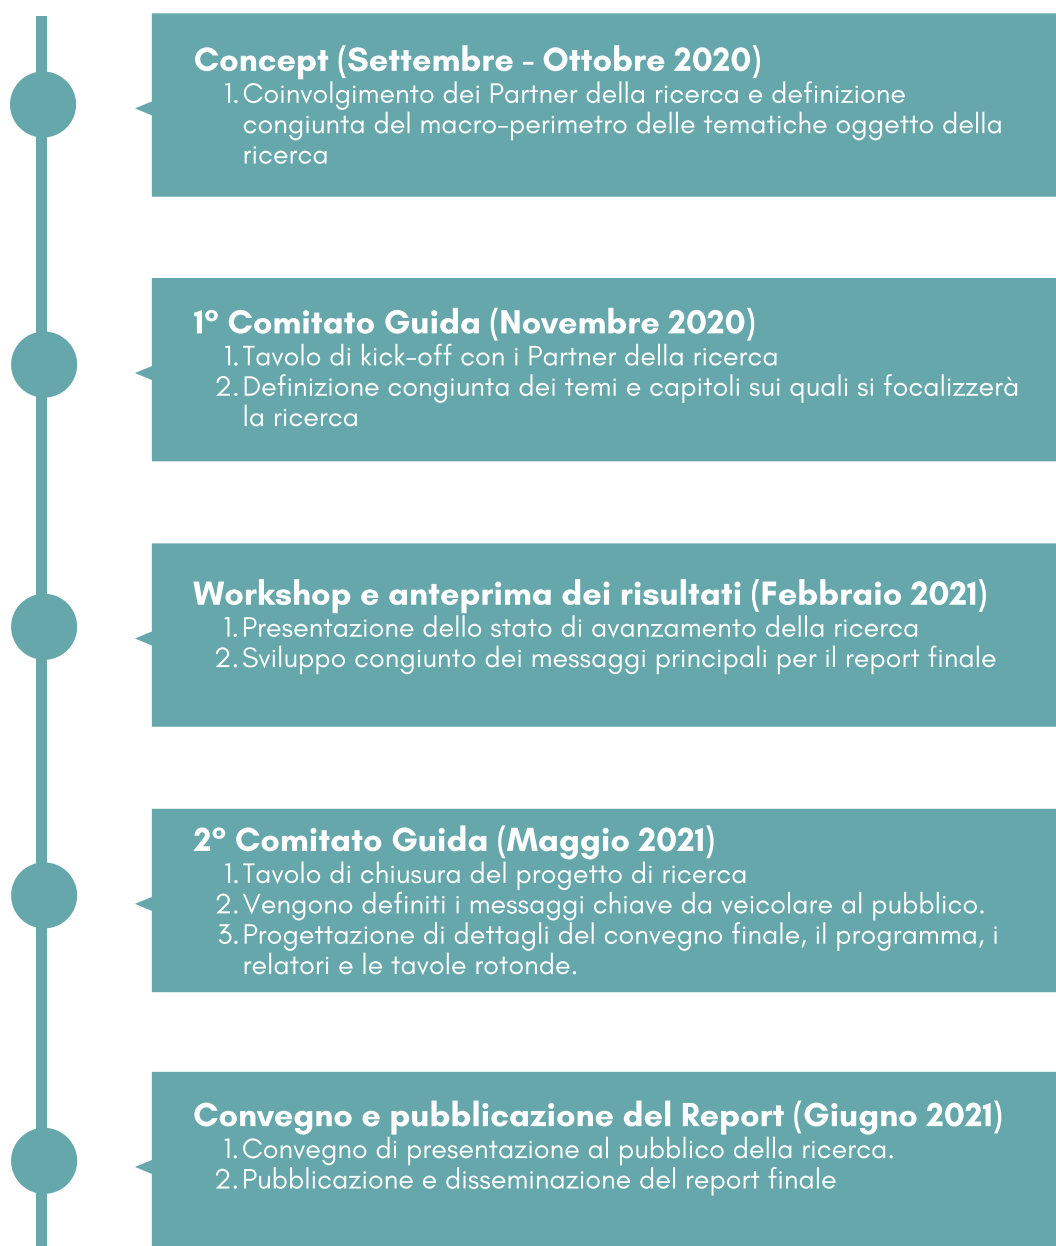 Concept (Settembre - Ottobre 2020)
1. Coinvolgimento dei Partner della ricerca e definizione
congiunta del macro-perimetro delle tematiche oggetto della
ricerca
1° Comitato Guida (Novembre 2020)
1. Tavolo di kick-off con i Partner della ricerca
2. Definizione congiunta dei temi e capitoli sui quali si focalizzerà
la ricerca
Workshop e anteprima dei risultati (Febbraio 2021)
1. Presentazione dello stato di avanzamento della ricerca
2. Sviluppo congiunto dei messaggi principali per il report finale
2° Comitato Guida (Maggio 2021)
1. Tavolo di chiusura del progetto di ricerca
2. Vengono definiti i messaggi chiave da veicolare al pubblico.
3. Progettazione di dettagli del convegno finale, il programma, i
relatori e le tavole rotonde.
Convegno e pubblicazione del Report (Giugno 2021)
1. Convegno di presentazione al pubblico della ricerca.
2. Pubblicazione e disseminazione del report finale